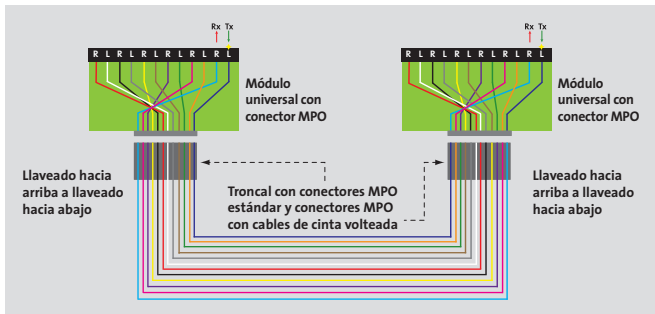 Rx Tx
Rx Tx
R L R L R L R L R L R L
R L R L R L R L R L R L
Módulo
universal con
conector MPO
Módulo
universal con
conector MPO
Llaveado hacia
arriba a llaveado
hacia abajo
Troncal con conectores MPO
estándar y conectores MPO
con cables de cinta volteada
Llaveado hacia
arriba a llaveado
hacia abajo